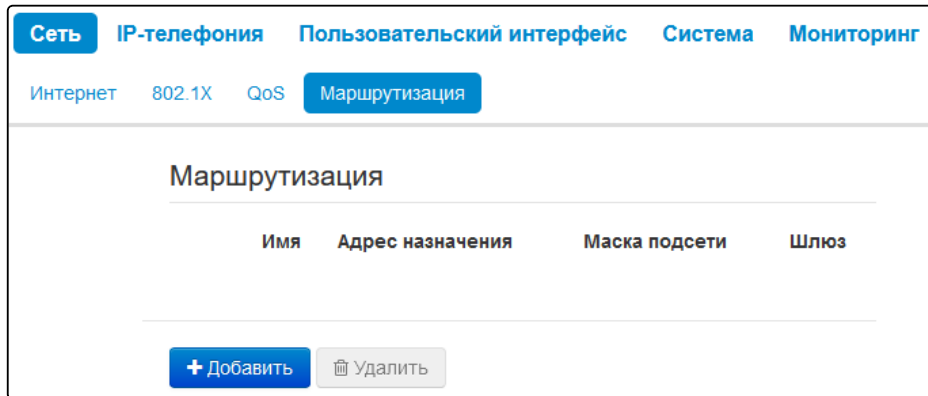 Сеть IP-телефония Пользовательский интерфейс Система Мониторинг
Интернет 802.1X QoS Маршрутизация
Маршрутизация
Имя Адрес назначения Маска подсети Шлюз
Добавить Удалить